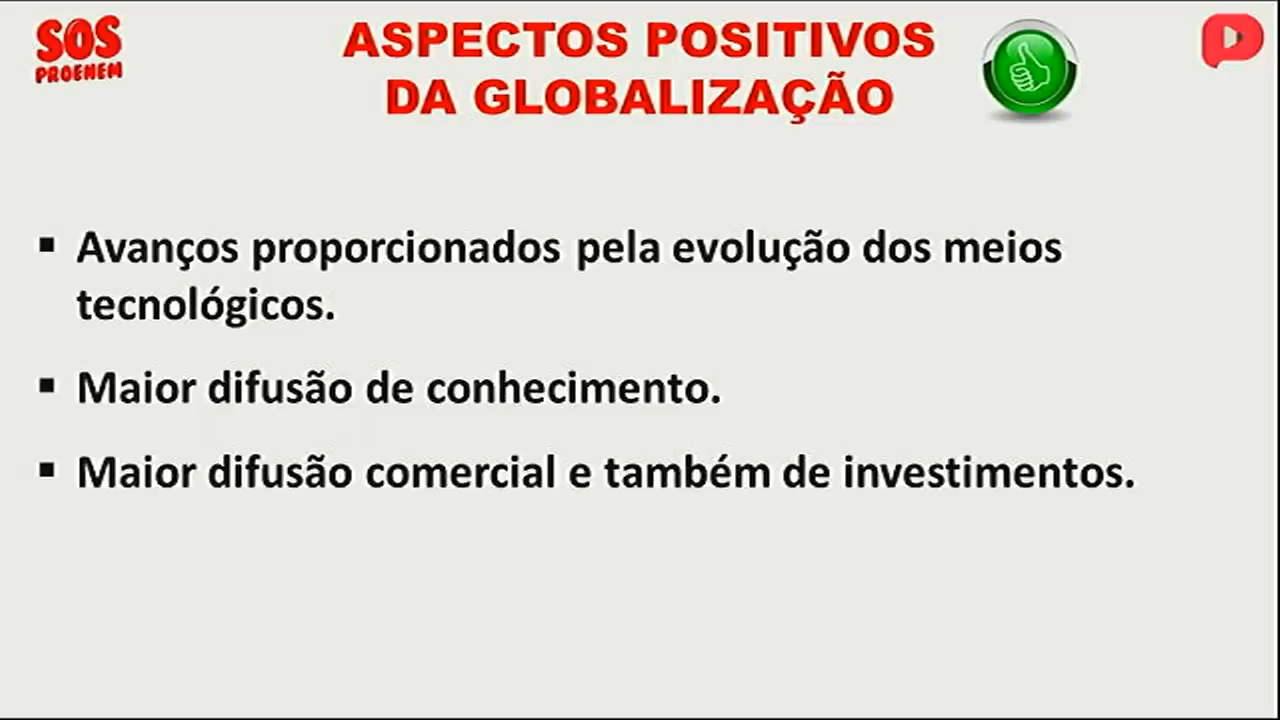 SOS
PROENEM
ASPECTOS POSITIVOS
DA GLOBALIZAÇÃO
▪ Avanços proporcionados pela evolução dos meios
tecnológicos.
▪ Maior difusão de conhecimento.
▪ Maior difusão comercial e também de investimentos.